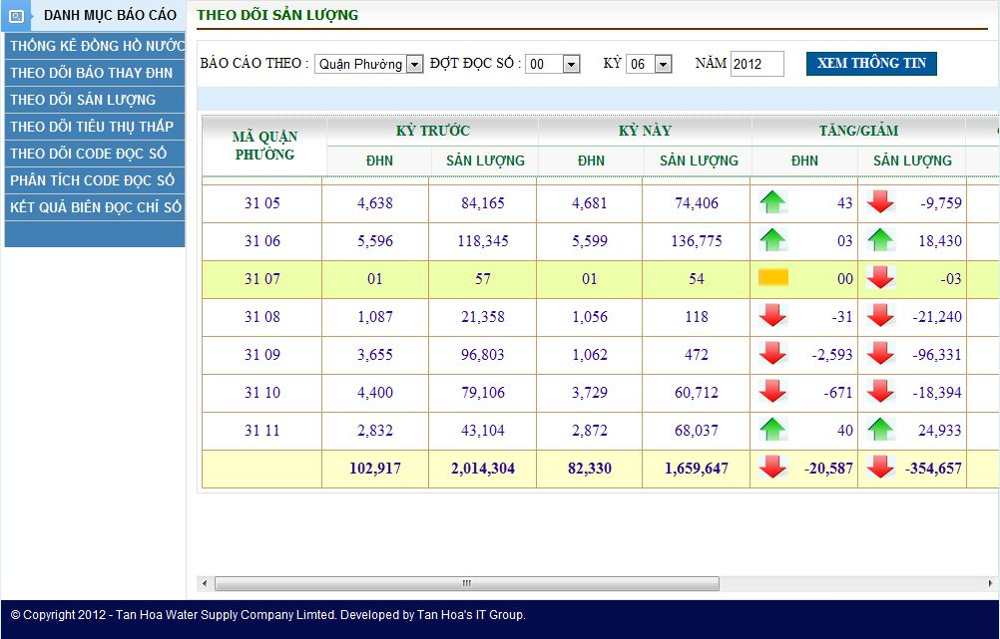 DANH MỤC BÁO CÁO
THỐNG KÊ ĐỒNG HỒ NƯỚC
THEO DÕI BÁO THAY ĐHN
THEO DÕI SẢN LƯỢNG
THEO DÕI TIÊU THỤ THẤP
THEO DÕI CODE ĐỌC SỐ
PHÂN TÍCH CODE ĐỌC SỐ
KẾT QUẢ BIÊN ĐỌC CHỈ SỐ
THEO DÕI SẢN LƯỢNG
BÁO CÁO THEO : Quận Phường ĐỢT ĐỌC SỐ : 00 KỲ 06 NĂM 2012 XEM THÔNG TIN
MÃ QUẬN PHƯỜNG KỲ TRƯỚC KỲ NÀY TĂNG/GIẢM
ĐHN SẢN LƯỢNG ĐHN SẢN LƯỢNG ĐHN SẢN LƯỢNG
31 05 4,638 84,165 4,681 74,406 43 -9,759
31 06 5,596 118,345 5,599 136,775 03 18,430
31 07 01 57 01 54 00 -03
31 08 1,087 21,358 1,056 118 -31 -21,240
31 09 3,655 96,803 1,062 472 -2,593 -96,331
31 10 4,400 79,106 3,729 60,712 -671 -18,394
31 11 2,832 43,104 2,872 68,037 40 24,933
102,917 2,014,304 82,330 1,659,647 -20,587 -354,657
© Copyright 2012 - Tan Hoa Water Supply Company Limted. Developed by Tan Hoa's IT Group.